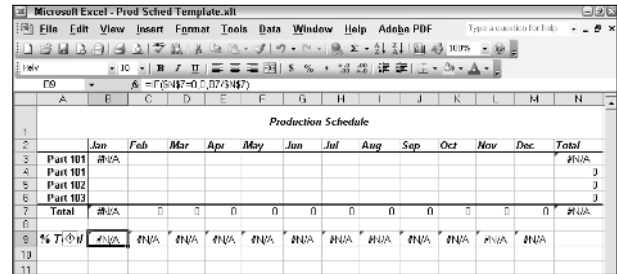 Microsoft Excel - Prod Sched Template.xlt
File Edit View Insert Format Tools Data Window Help Adobe PDF Type a question for help
100%
Helv 10 B I U $ % ,
B9 fx =IF($N$7=0,0,B7/$N$7)
A B C D E F G H I J K L M N
1 Production Schedule
2 Jan Feb Mar Apr May Jun Jul Aug Sep Oct Nov Dec Total
3 Part 101 #N/A #N/A
4 Part 101 0
5 Part 102 0
6 Part 103 0
7 Total #N/A 0 0 0 0 0 0 0 0 0 0 0 #N/A
8
9 % #N/A #N/A #N/A #N/A #N/A #N/A #N/A #N/A #N/A #N/A #N/A #N/A
10
11